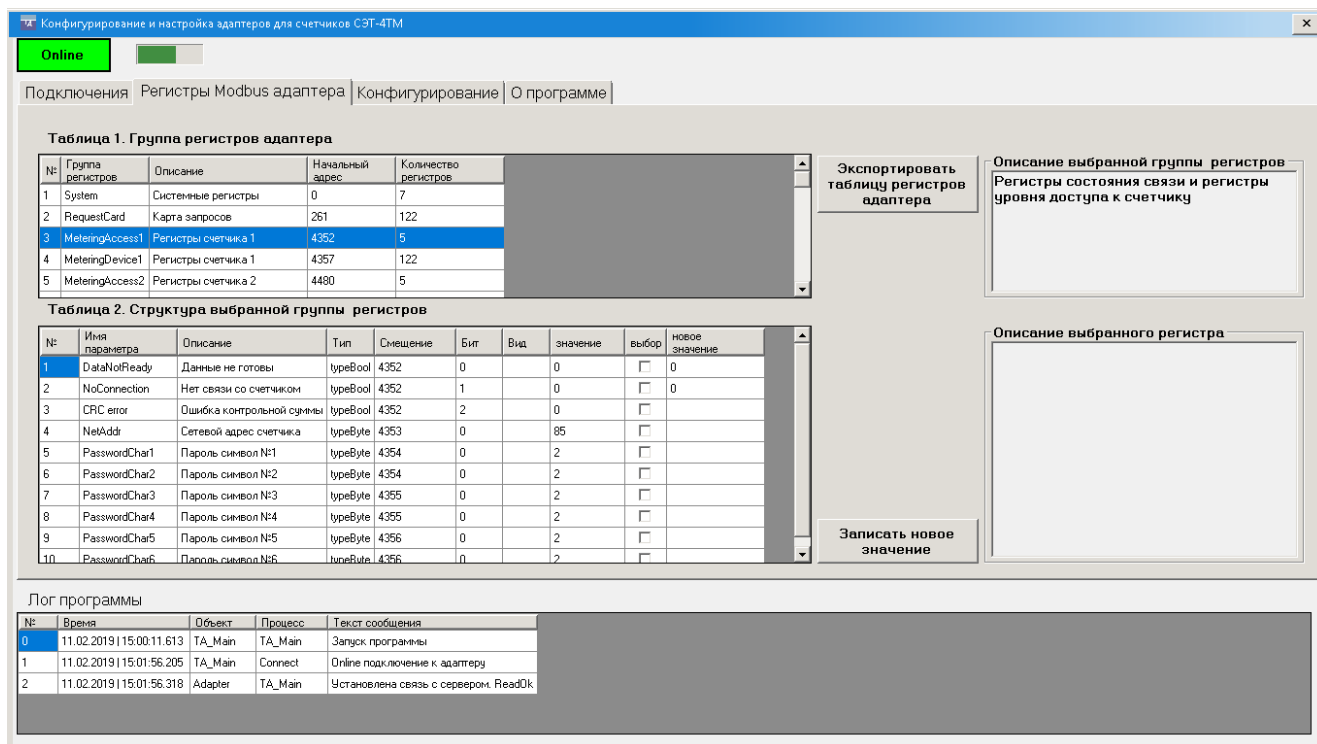 Конфигурирование и настройка адаптеров для счетчиков СЭТ-4ТМ
Online
Подключения Регистры Modbus адаптера Конфигурирование О программе
Таблица 1. Группа регистров адаптера
№ Группа регистров Описание Начальный адрес Количество регистров
1 System Системные регистры 0 7
2 RequestCard Карта запросов 261 122
3 MeteringAccess1 Регистры счетчика 1 4352 5
4 MeteringDevice1 Регистры счетчика 1 4357 122
5 MeteringAccess2 Регистры счетчика 2 4480 5
Экспортировать
таблицу регистров
адаптера
Описание выбранной группы регистров
Регистры состояния связи и регистры
уровня доступа к счетчику
Таблица 2. Структура выбранной группы регистров
№ Имя параметра Описание Тип Смещение Бит Вид значение выбор новое значение
1 DataNotReady Данные не готовы typeBool 4352 0 0 0
2 NoConnection Нет связи со счетчиком typeBool 4352 1 0 0
3 CRC error Ошибка контрольной суммы typeBool 4352 2 0
4 NetAddr Сетевой адрес счетчика typeByte 4353 0 85
5 PasswordChar1 Пароль символ №1 typeByte 4354 0 2
6 PasswordChar2 Пароль символ №2 typeByte 4354 0 2
7 PasswordChar3 Пароль символ №3 typeByte 4355 0 2
8 PasswordChar4 Пароль символ №4 typeByte 4355 0 2
9 PasswordChar5 Пароль символ №5 typeByte 4356 0 2
10 PasswordChar6 Пароль символ №6 typeByte 4356 0 2
Описание выбранного регистра
Записать новое
значение
Лог программы
№ Время Объект Процесс Текст сообщения
0 11.02.2019 | 15:00:11.613 TA_Main TA_Main Запуск программы
1 11.02.2019 | 15:01:56.205 TA_Main Connect Online подключение к адаптеру
2 11.02.2019 | 15:01:56.318 Adapter TA_Main Установлена связь с сервером. ReadOk